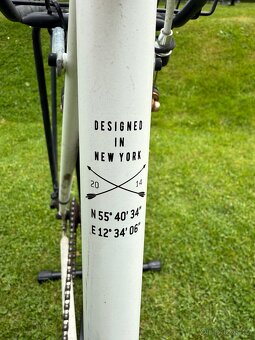 DESIGNED
IN
NEW YORK
20 14
N 55° 40' 34"
E 12° 34' 06"